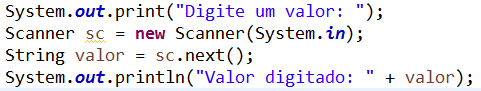 System.out.print("Digite um valor: ");
Scanner sc = new Scanner(System.in);
String valor = sc.next();
System.out.println("Valor digitado: " + valor);